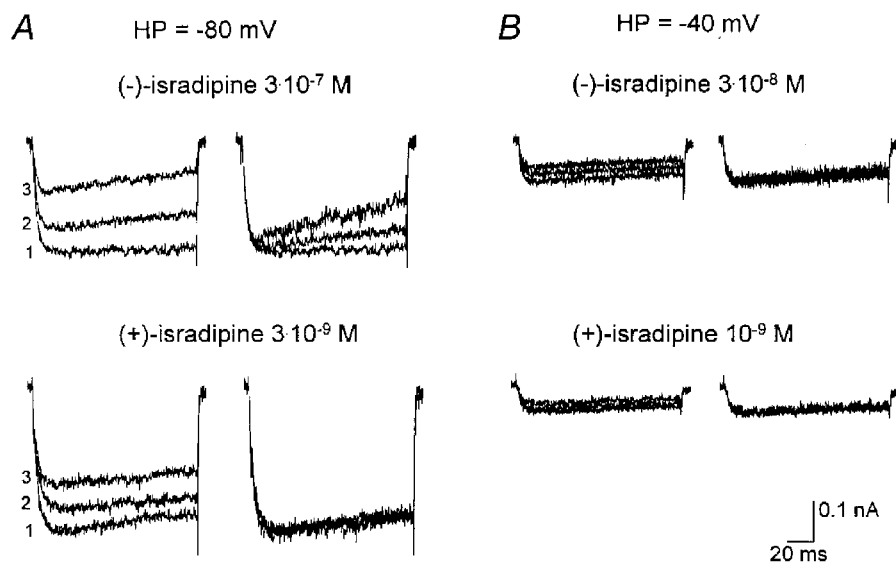 A
HP = -80 mV
B
HP = -40 mV
(-)-isradipine 3·10⁻⁷ M
(-)-isradipine 3·10⁻⁸ M
3
2
1
(+)-isradipine 3·10⁻⁹ M
(+)-isradipine 10⁻⁹ M
3
2
1
0.1 nA
20 ms